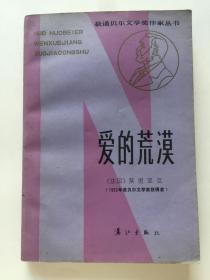 获诺贝尔文学奖作家丛书
HUO NUOBEIER
WENXUEJIANG
ZUOJIACONGSHU
爱的荒漠
〔法国〕莫里亚克
（1952年诺贝尔文学奖获得者）
漓江出版社